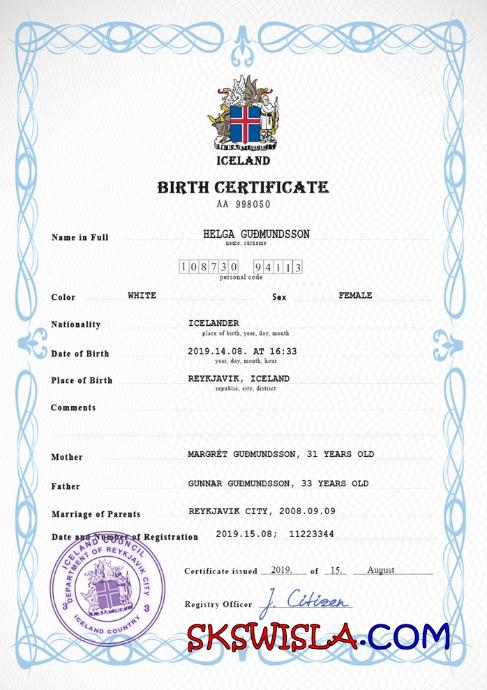 ICELAND
BIRTH CERTIFICATE
AA 998050
Name in Full HELGA GUÐMUNDSSON
name, surname
108730 94113
personal code
Color WHITE Sex FEMALE
Nationality ICELANDER
place of birth, year, day, month
Date of Birth 2019.14.08. AT 16:33
year, day, month, hour
Place of Birth REYKJAVIK, ICELAND
republic, city, district
Comments
Mother MARGRÉT GUÐMUNDSSON, 31 YEARS OLD
Father GUNNAR GUÐMUNDSSON, 33 YEARS OLD
Marriage of Parents REYKJAVIK CITY, 2008.09.09
Date and Number of Registration 2019.15.08; 11223344
ICELAND COUNCIL
DEPARTMENT OF REYKJAVIK CITY
3 3
ICELAND COUNTRY
Certificate issued 2019. of 15. August
Registry Officer J. Citizen
SKSWISLA.COM